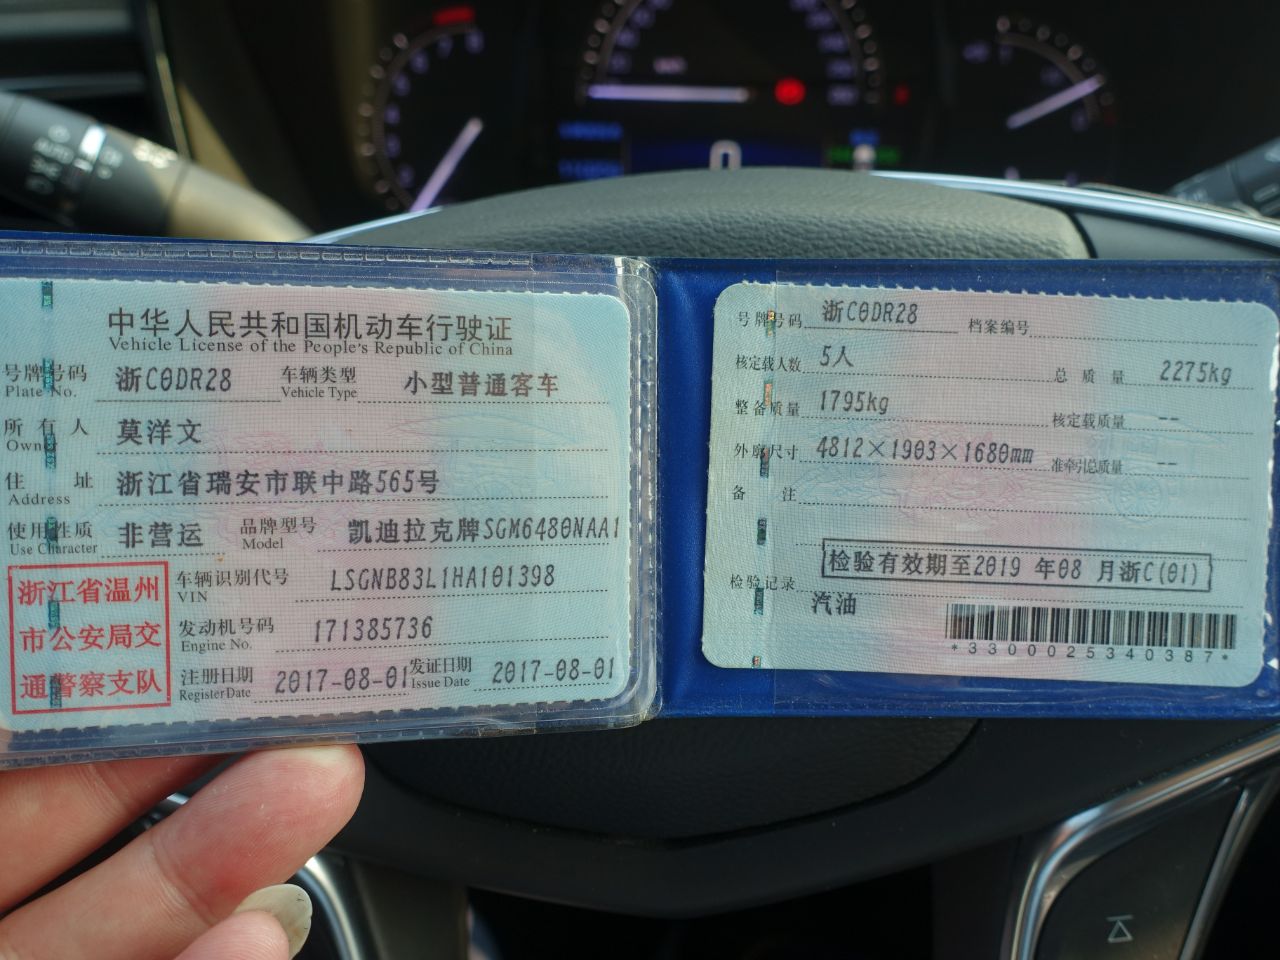 中华人民共和国机动车行驶证
Vehicle License of the People's Republic of China
号牌号码 浙C0DR28 车辆类型 小型普通客车
Plate No. Vehicle Type
所有人 莫洋文
Owner
住址 浙江省瑞安市联中路565号
Address
使用性质 非营运 品牌型号 凯迪拉克牌SGM6480NAA1
Use Character Model
浙江省温州
市公安局交
通警察支队
车辆识别代号 LSGNB83L1HA101398
VIN
发动机号码 171385736
Engine No.
注册日期 2017-08-01 发证日期 2017-08-01
Register Date Issue Date
号牌号码 浙C0DR28 档案编号
核定载人数 5人 总质量 2275kg
整备质量 1795kg 核定载质量 --
外廓尺寸 4812×1903×1680mm 准牵引总质量 --
备注
检验有效期至2019 年08 月浙C(01)
检验记录
汽油
*3300025340387*